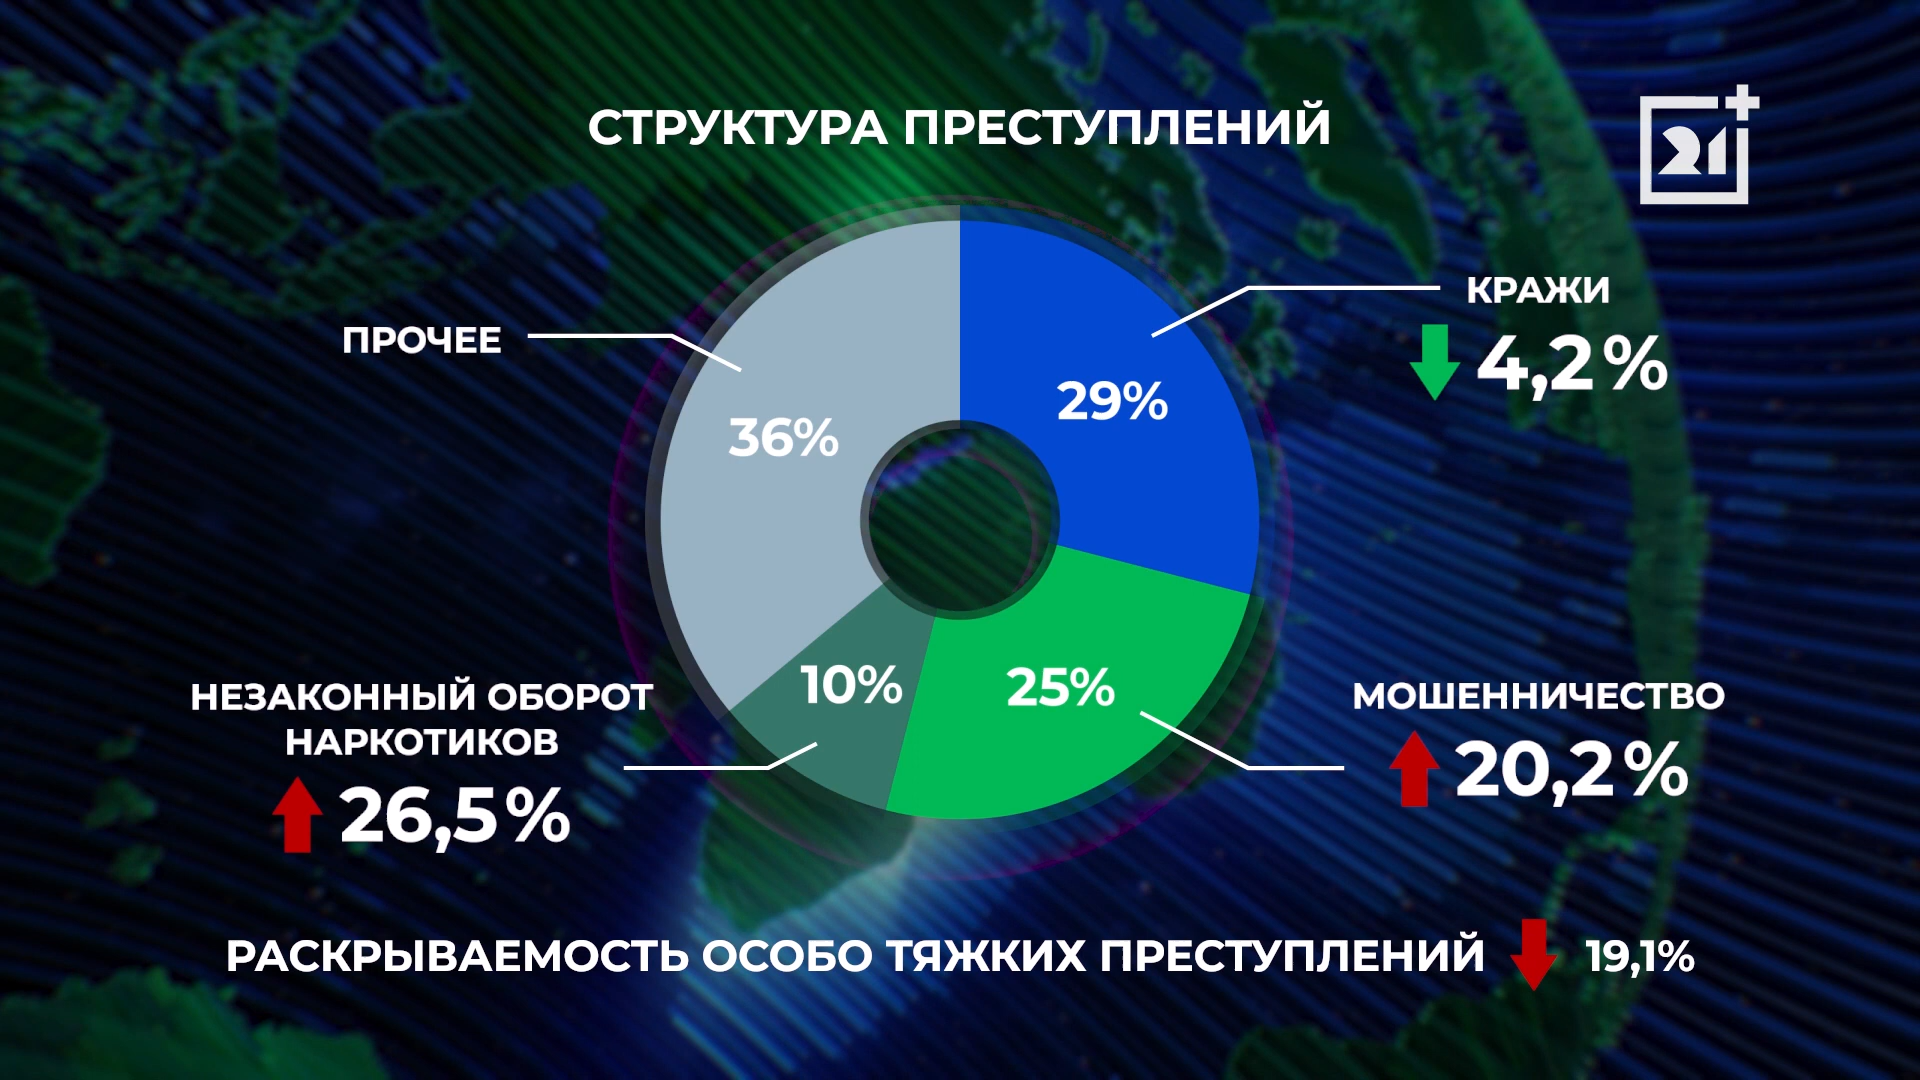 СТРУКТУРА ПРЕСТУПЛЕНИЙ
21+
КРАЖИ
4,2%
ПРОЧЕЕ
29%
36%
10%
25%
НЕЗАКОННЫЙ ОБОРОТ
НАРКОТИКОВ
26,5%
МОШЕННИЧЕСТВО
20,2%
РАСКРЫВАЕМОСТЬ ОСОБО ТЯЖКИХ ПРЕСТУПЛЕНИЙ 19,1%